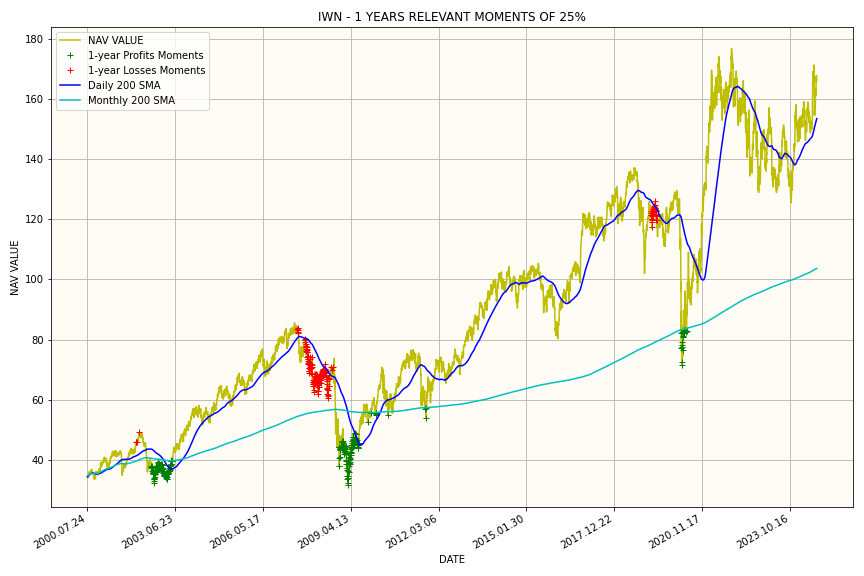 IWN - 1 YEARS RELEVANT MOMENTS OF 25%
NAV VALUE
1-year Profits Moments
1-year Losses Moments
Daily 200 SMA
Monthly 200 SMA
180
160
140
120
100
80
60
40
NAV VALUE
2000.07.24
2003.06.23
2006.05.17
2009.04.13
2012.03.06
2015.01.30
2017.12.22
2020.11.17
2023.10.16
DATE